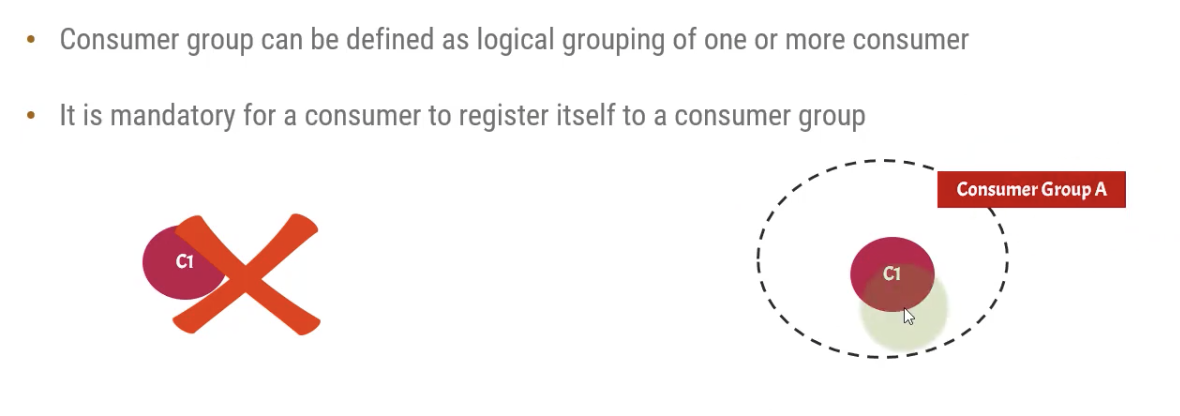 • Consumer group can be defined as logical grouping of one or more consumer
• It is mandatory for a consumer to register itself to a consumer group
Consumer Group A
C1
C1